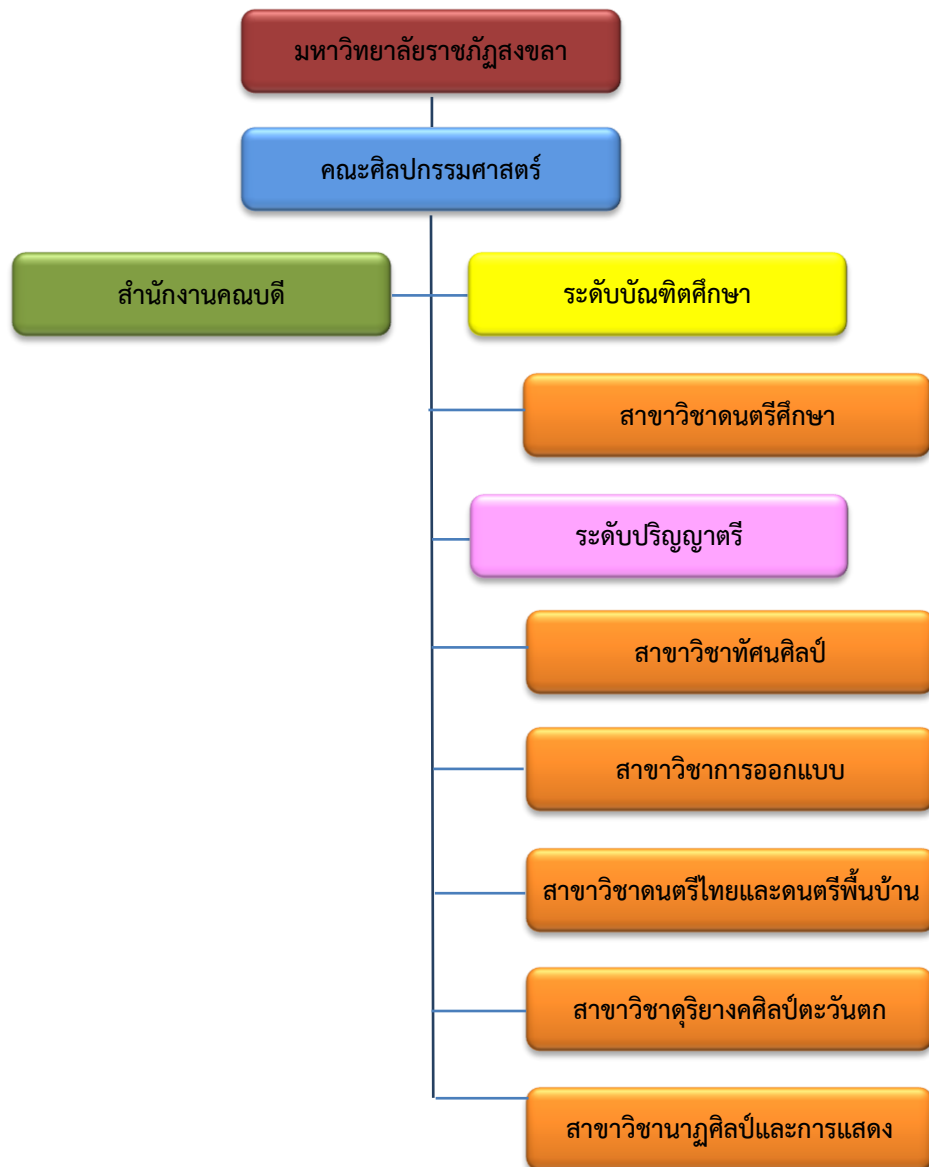 มหาวิทยาลัยราชภัฏสงขลา
คณะศิลปกรรมศาสตร์
สำนักงานคณบดี
ระดับบัณฑิตศึกษา
สาขาวิชาดนตรีศึกษา
ระดับปริญญาตรี
สาขาวิชาทัศนศิลป์
สาขาวิชาการออกแบบ
สาขาวิชาดนตรีไทยและดนตรีพื้นบ้าน
สาขาวิชาดุริยางคศิลป์ตะวันตก
สาขาวิชานาฏศิลป์และการแสดง